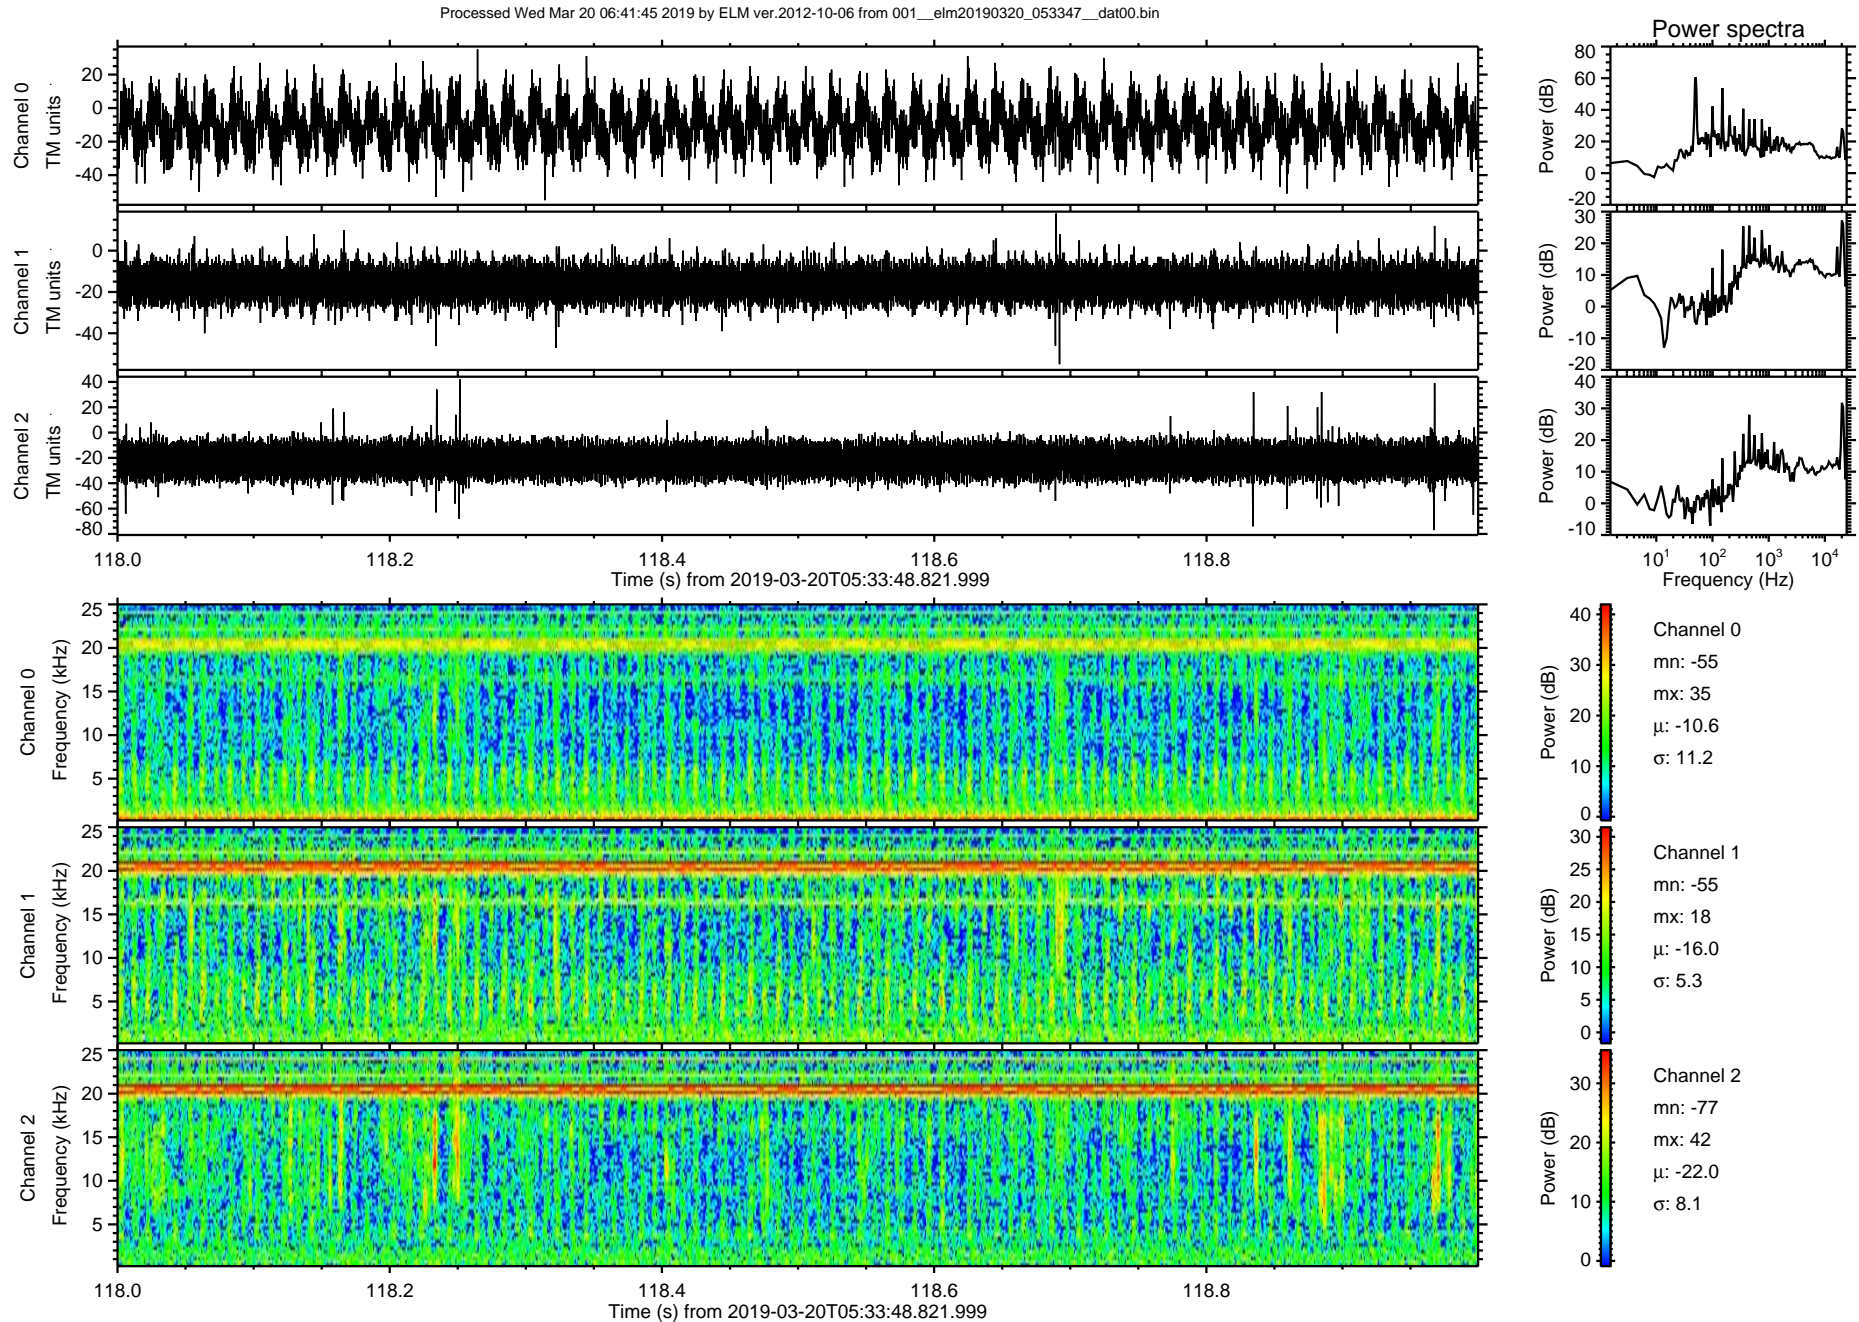 Processed Wed Mar 20 06:41:45 2019 by ELM ver.2012-10-06 from 001__elm20190320_053347__dat00.bin
Power spectra
Channel 0
TM units
20
0
-20
-40
Power (dB)
80
60
40
20
0
-20
Channel 1
TM units
0
-20
-40
Power (dB)
30
20
10
0
-10
-20
Channel 2
TM units
40
20
0
-20
-40
-60
-80
Power (dB)
40
30
20
10
0
-10
118.0 118.2 118.4 118.6 118.8
Time (s) from 2019-03-20T05:33:48.821.999
10^1 10^2 10^3 10^4
Frequency (Hz)
Channel 0
Frequency (kHz)
25
20
15
10
5
Power (dB)
40
30
20
10
0
Channel 0
mn: -55
mx: 35
μ: -10.6
σ: 11.2
Channel 1
Frequency (kHz)
25
20
15
10
5
Power (dB)
30
25
20
15
10
5
0
Channel 1
mn: -55
mx: 18
μ: -16.0
σ: 5.3
Channel 2
Frequency (kHz)
25
20
15
10
5
Power (dB)
30
20
10
0
Channel 2
mn: -77
mx: 42
μ: -22.0
σ: 8.1
118.0 118.2 118.4 118.6 118.8
Time (s) from 2019-03-20T05:33:48.821.999